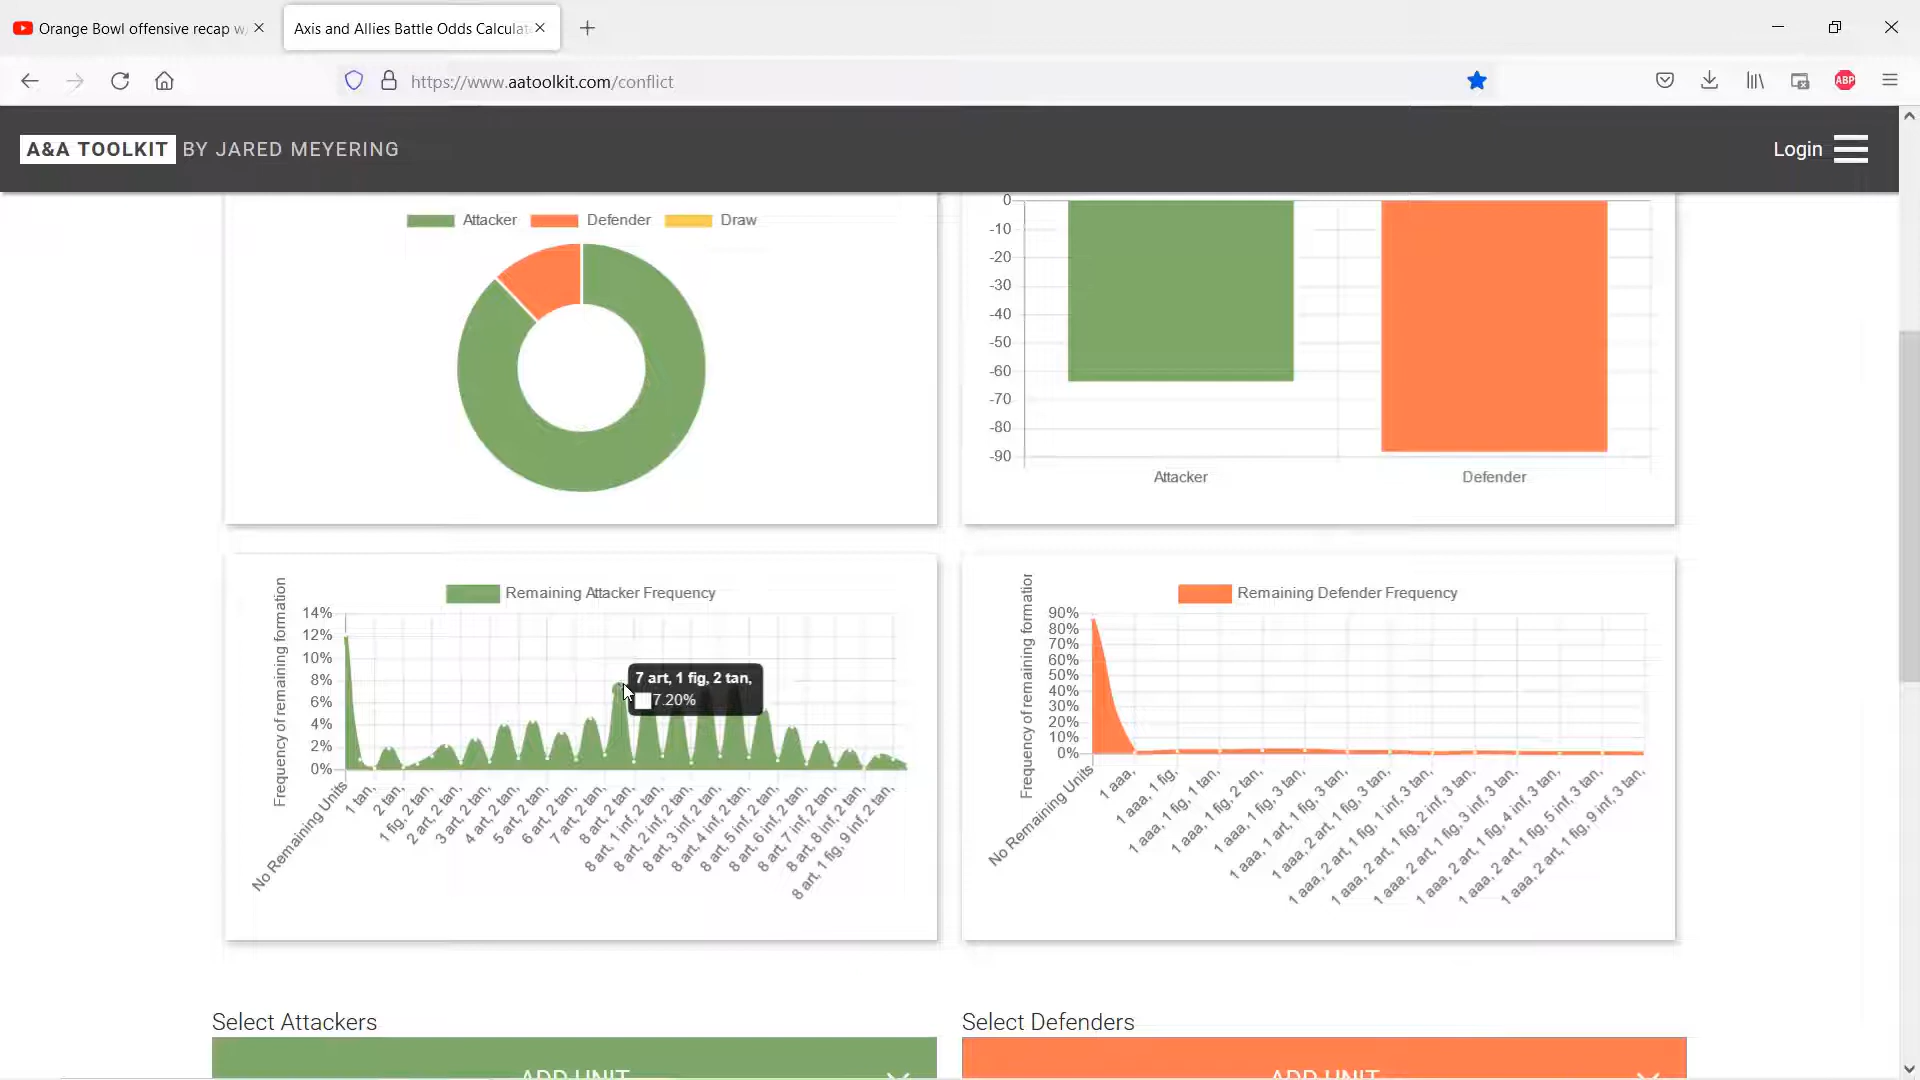 Orange Bowl offensive recap w
Axis and Allies Battle Odds Calculat
https://www.aatoolkit.com/conflict
ABP
A&A TOOLKIT BY JARED MEYERING
Login
Attacker Defender Draw
0
-10
-20
-30
-40
-50
-60
-70
-80
-90
Attacker
Defender
Remaining Attacker Frequency
Frequency of remaining formation
14%
12%
10%
8%
6%
4%
2%
0%
7 art, 1 fig, 2 tan,
7.20%
No Remaining Units
1 tan,
2 tan,
1 fig, 2 tan,
2 art, 2 tan,
3 art, 2 tan,
4 art, 2 tan,
5 art, 2 tan,
6 art, 2 tan,
7 art, 2 tan,
8 art, 2 tan,
8 art, 1 inf, 2 tan,
8 art, 2 inf, 2 tan,
8 art, 3 inf, 2 tan,
8 art, 4 inf, 2 tan,
8 art, 5 inf, 2 tan,
8 art, 6 inf, 2 tan,
8 art, 7 inf, 2 tan,
8 art, 8 inf, 2 tan,
8 art, 1 fig, 9 inf, 2 tan,
Remaining Defender Frequency
Frequency of remaining formation
90%
80%
70%
60%
50%
40%
30%
20%
10%
0%
No Remaining Units
1 aaa,
1 aaa, 1 fig,
1 aaa, 1 fig, 1 tan,
1 aaa, 1 fig, 2 tan,
1 aaa, 1 fig, 3 tan,
1 aaa, 1 art, 1 fig, 3 tan,
1 aaa, 2 art, 1 fig, 3 tan,
1 aaa, 2 art, 1 fig, 1 inf, 3 tan,
1 aaa, 2 art, 1 fig, 2 inf, 3 tan,
1 aaa, 2 art, 1 fig, 3 inf, 3 tan,
1 aaa, 2 art, 1 fig, 4 inf, 3 tan,
1 aaa, 2 art, 1 fig, 5 inf, 3 tan,
1 aaa, 2 art, 1 fig, 9 inf, 3 tan,
Select Attackers
Select Defenders
ADD UNIT
ADD UNIT